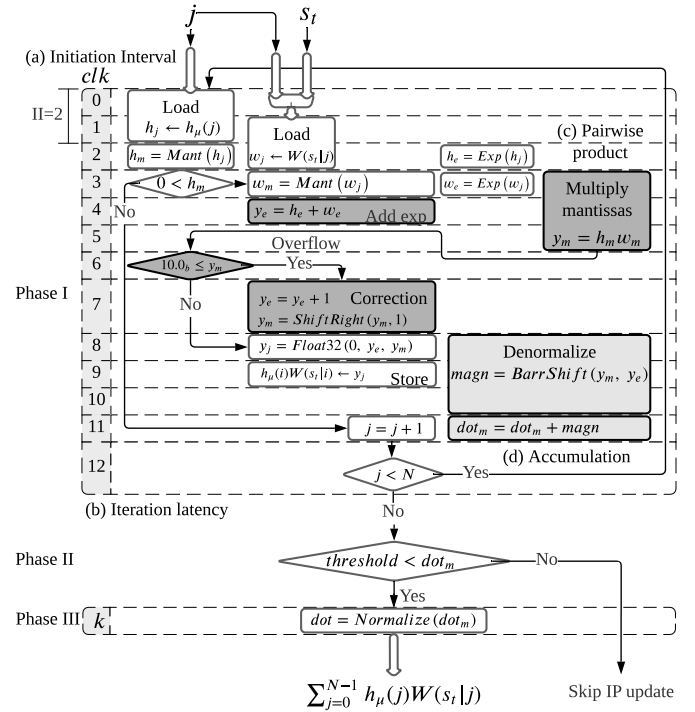 j
s_t
(a) Initiation Interval
clk
0
II=2
Load
h_j ← h_μ(j)
1
Load
w_j ← W(s_t|j)
(c) Pairwise
product
2
h_m = Mant(h_j)
h_e = Exp(h_j)
3
0 < h_m
w_m = Mant(w_j)
w_e = Exp(w_j)
Multiply
mantissas
y_m = h_m w_m
No
4
y_e = h_e + w_e
Add exp
5
Overflow
6
10.0_b ≤ y_m
Yes
Phase I
No
7
y_e = y_e + 1
Correction
y_m = ShiftRight(y_m, 1)
8
y_j = Float32(0, y_e, y_m)
Denormalize
magn = BarrShift(y_m, y_e)
9
h_μ(i)W(s_t|i) ← y_j
Store
10
11
j = j + 1
dot_m = dot_m + magn
(d) Accumulation
12
j < N
Yes
(b) Iteration latency
No
Phase II
threshold < dot_m
No
Yes
Phase III
k
dot = Normalize(dot_m)
∑_{j=0}^{N−1} h_μ(j)W(s_t|j)
Skip IP update